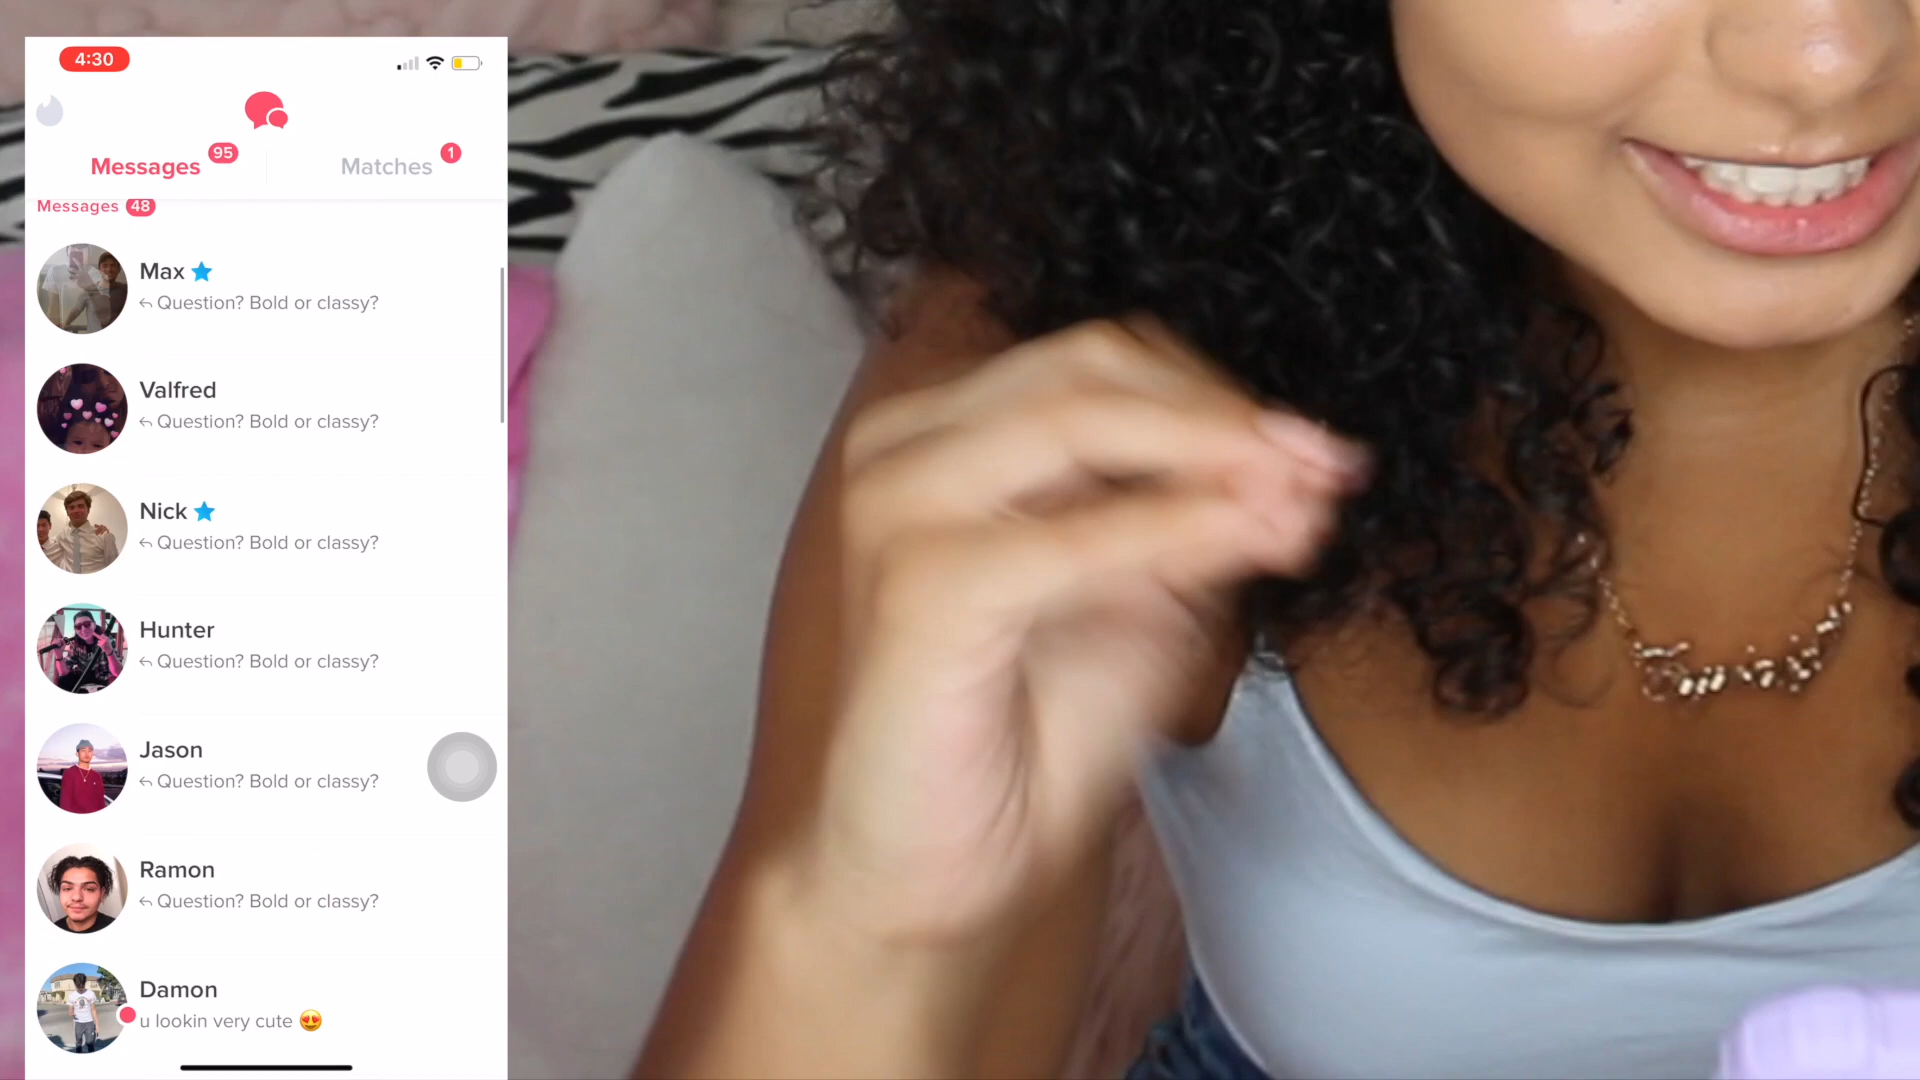 4:30
Messages 95
Matches 1
Messages 48
Max
Question? Bold or classy?
Valfred
Question? Bold or classy?
Nick
Question? Bold or classy?
Hunter
Question? Bold or classy?
Jason
Question? Bold or classy?
Ramon
Question? Bold or classy?
Damon
u lookin very cute 😍